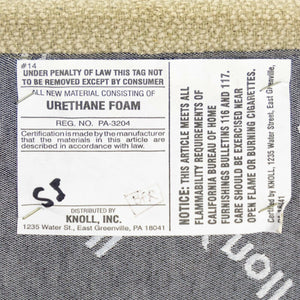 #14
UNDER PENALTY OF LAW THIS TAG NOT
TO BE REMOVED EXCEPT BY CONSUMER
ALL NEW MATERIAL CONSISTING OF
URETHANE FOAM
REG. NO. PA-3204
Certification is made by the manufacturer
that the materials in this article are
described in accordance with law.
58
DISTRIBUTED BY
KNOLL, INC.
1235 Water St., East Greenville, PA 18041
NOTICE: THIS ARTICLE MEETS ALL
FLAMMABILITY REQUIREMENTS OF
CALIFORNIA BUREAU OF HOME
FURNISHINGS BULLETINS 116 AND 117.
CARE SHOULD BE EXERCISED NEAR
OPEN FLAME OR BURNING CIGARETTES.
Certified by KNOLL, 1235 Water Street, East Greenville,